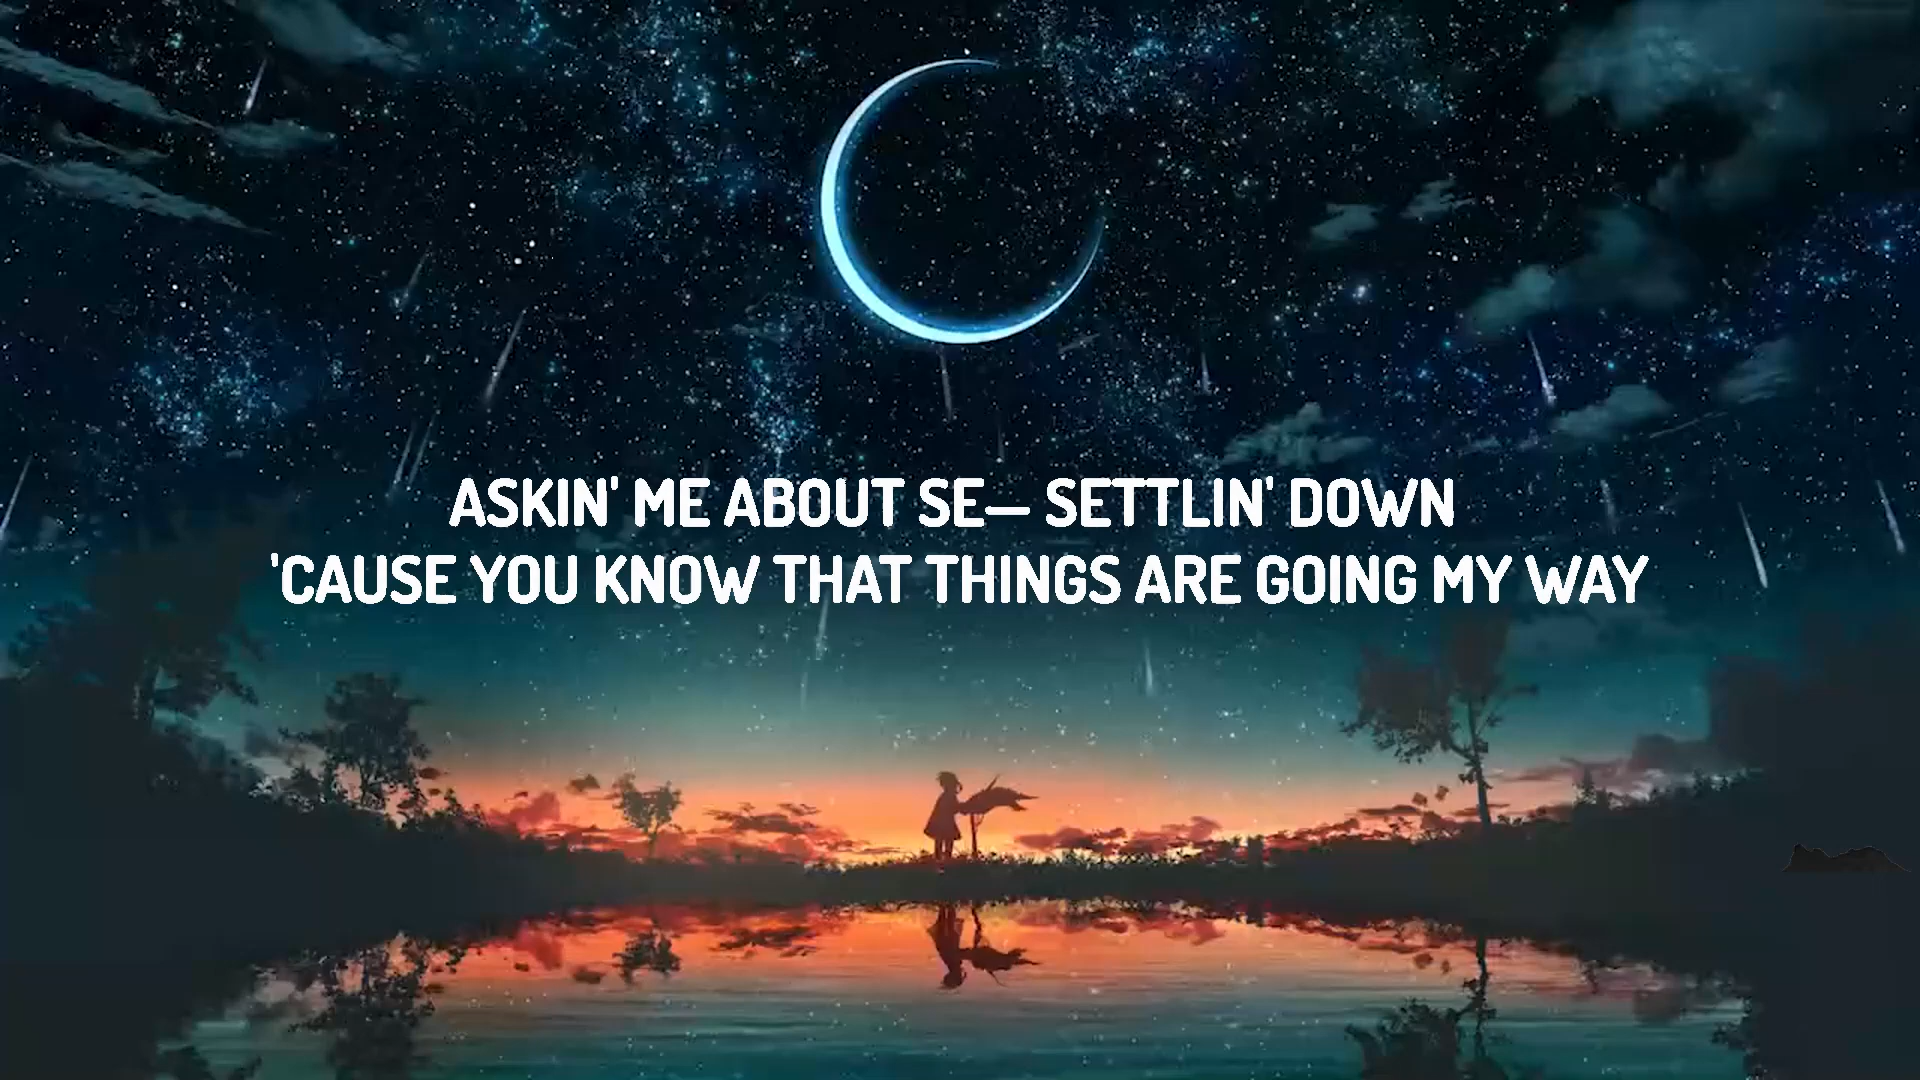 ASKIN' ME ABOUT SE— SETTLIN' DOWN
'CAUSE YOU KNOW THAT THINGS ARE GOING MY WAY